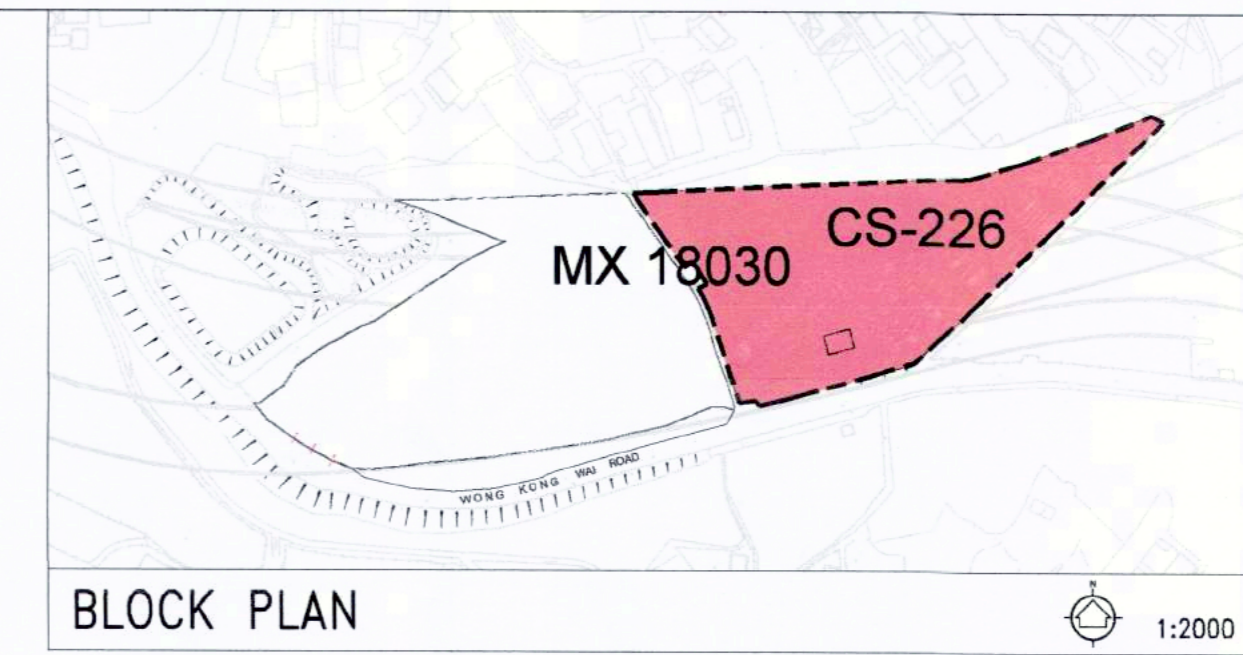 CS-226
MX 18030
WONG KONG WAI ROAD
BLOCK PLAN
N
1:2000